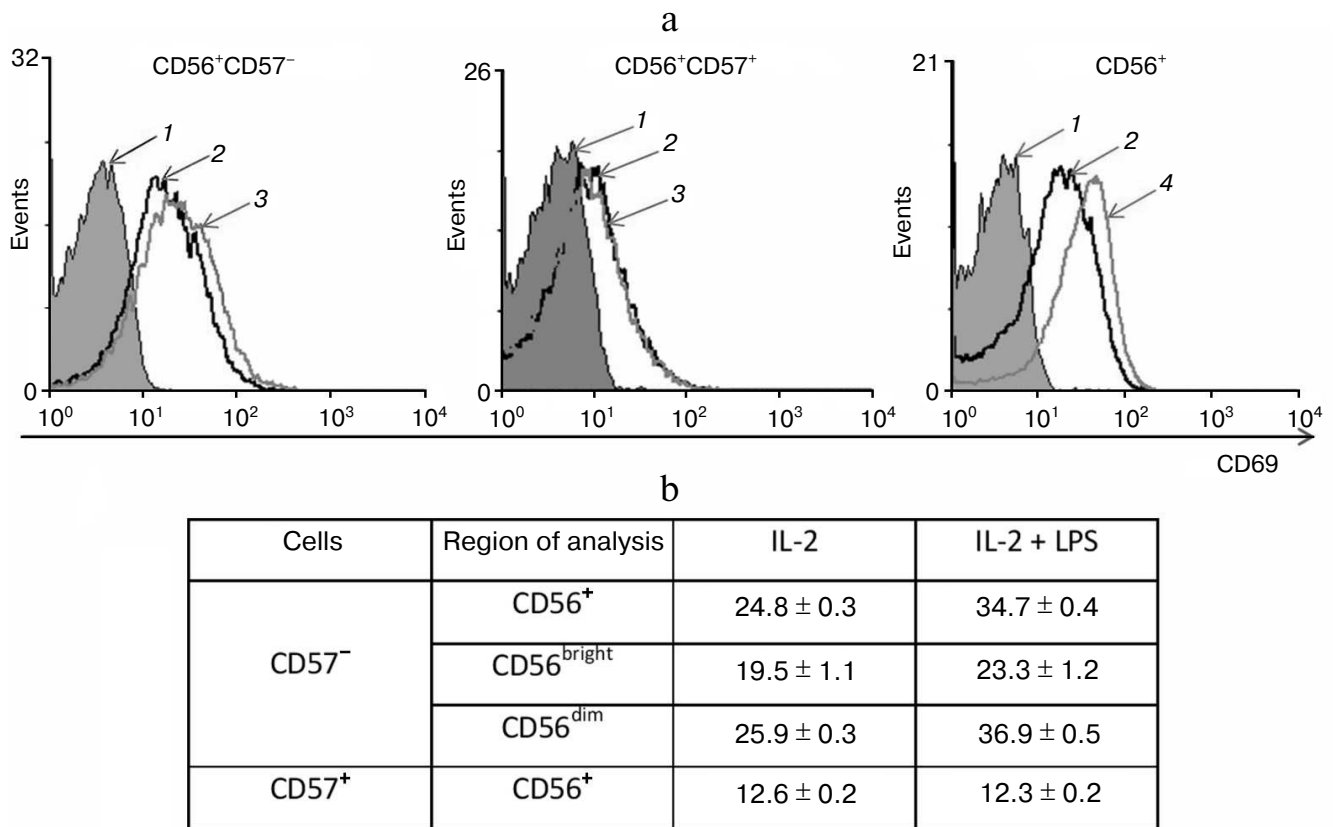 a
32 CD56⁺CD57⁻
26 CD56⁺CD57⁺
21 CD56⁺
1 2 3
1 2 3
1 2 4
Events Events Events
0 0 0
10⁰ 10¹ 10² 10³ 10⁴
10⁰ 10¹ 10² 10³ 10⁴
10⁰ 10¹ 10² 10³ 10⁴
CD69
b
Cells Region of analysis IL-2 IL-2 + LPS
CD57⁻ CD56⁺ 24.8 ± 0.3 34.7 ± 0.4
CD56bright 19.5 ± 1.1 23.3 ± 1.2
CD56dim 25.9 ± 0.3 36.9 ± 0.5
CD57⁺ CD56⁺ 12.6 ± 0.2 12.3 ± 0.2